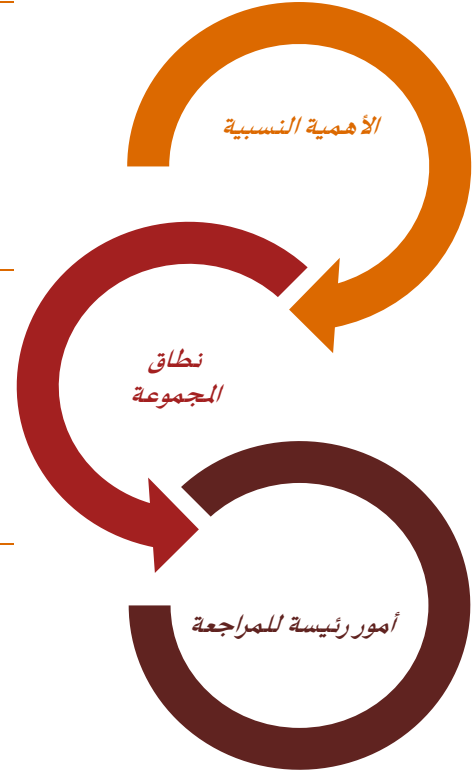 الأهمية النسبية
نطاق
المجموعة
أمور رئيسة للمراجعة